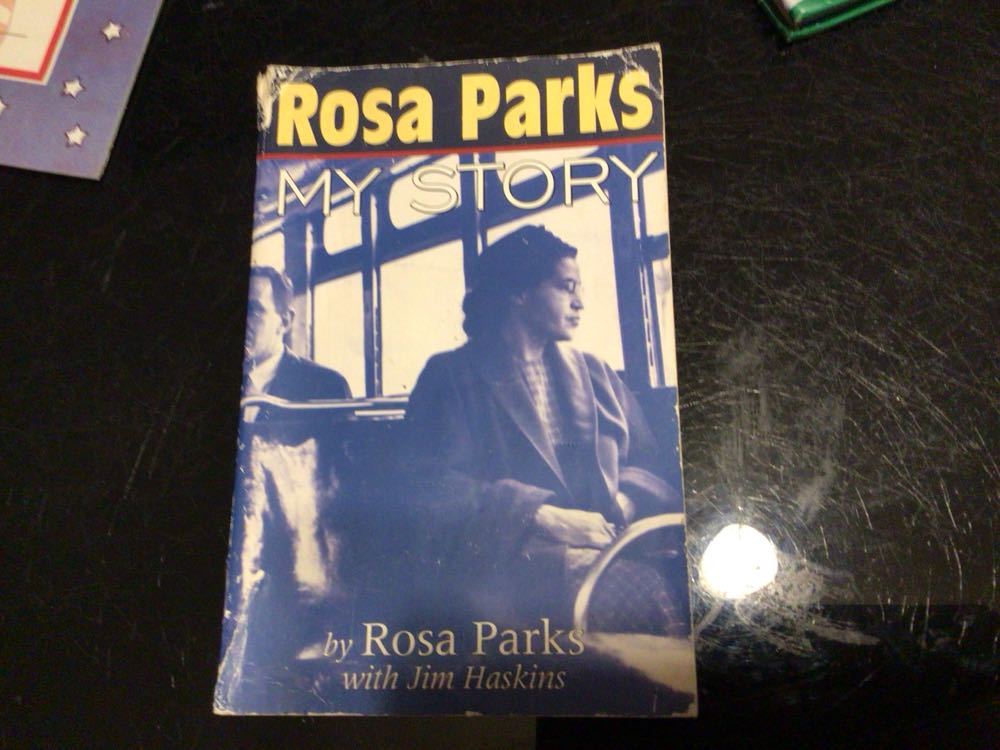 Rosa Parks
MY STORY
by Rosa Parks
with Jim Haskins